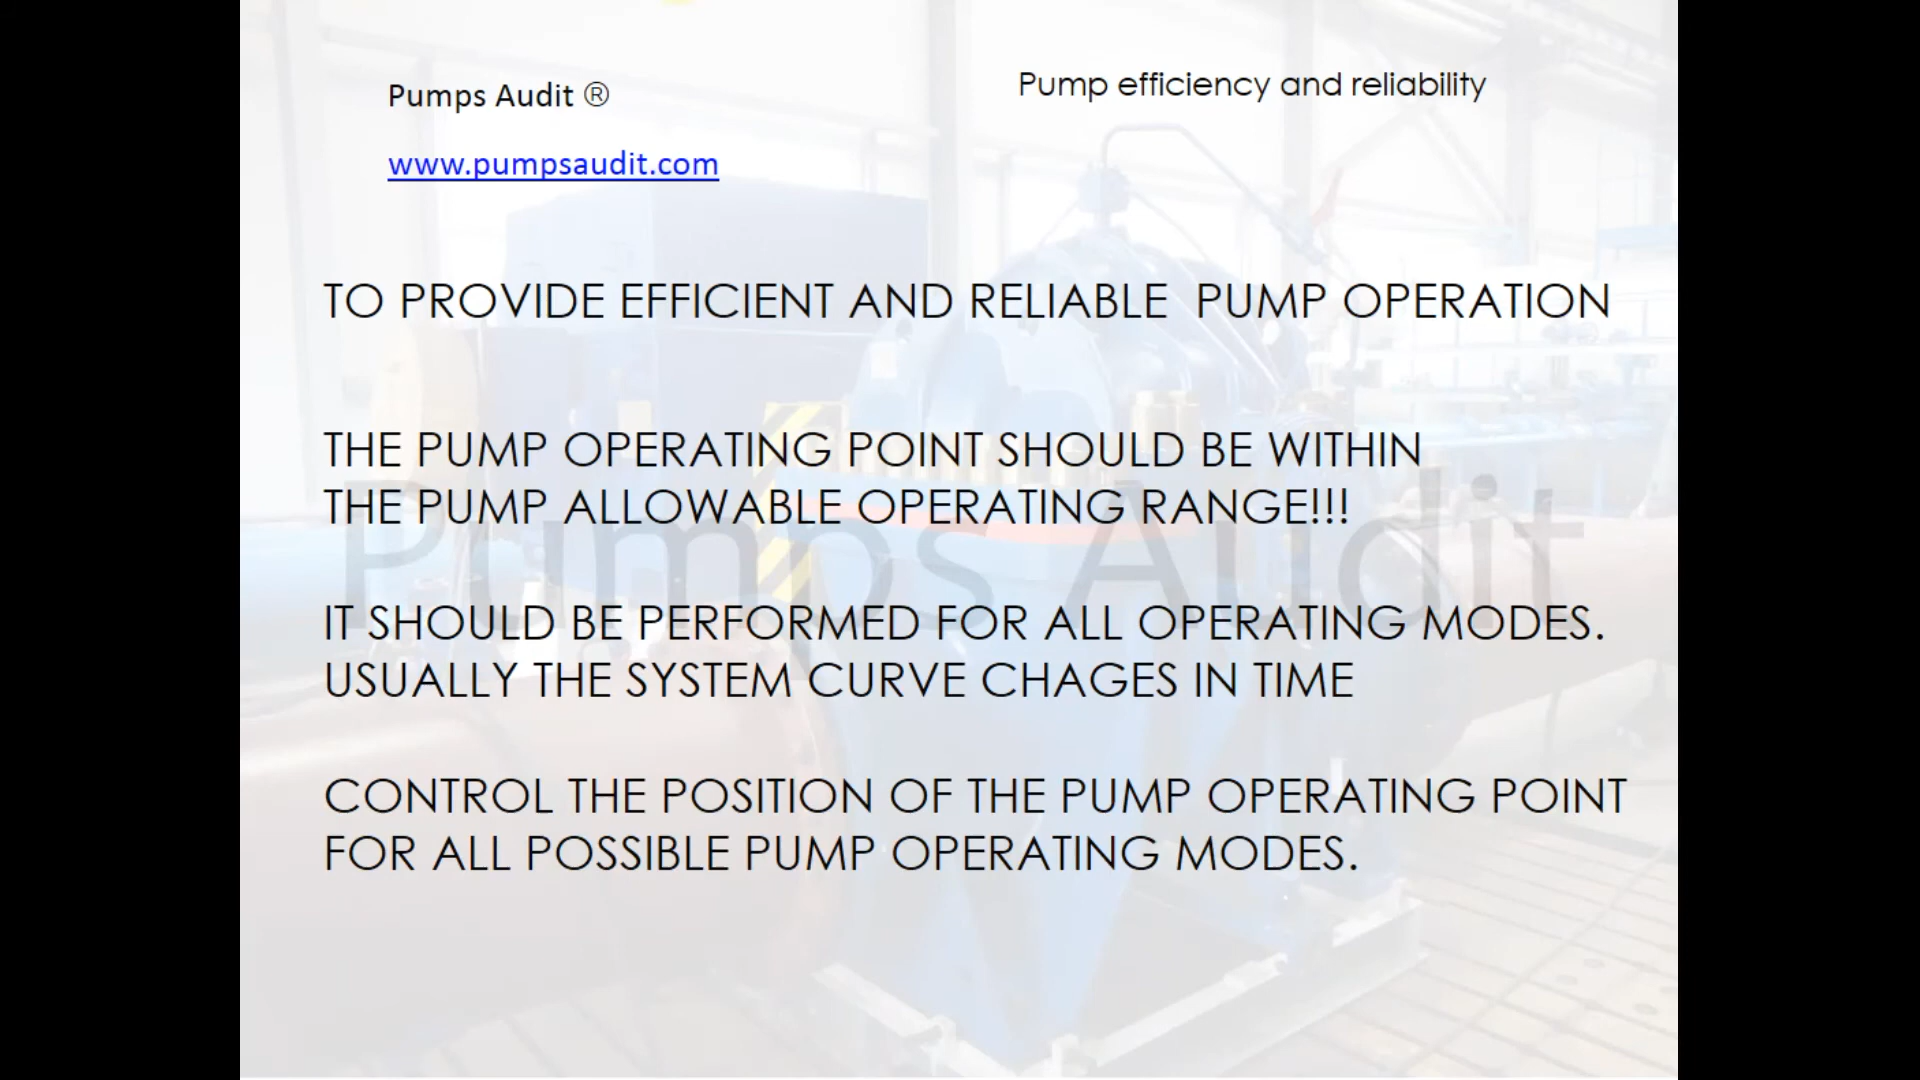 Pumps Audit ®
Pump efficiency and reliability
www.pumpsaudit.com
TO PROVIDE EFFICIENT AND RELIABLE PUMP OPERATION
THE PUMP OPERATING POINT SHOULD BE WITHIN
THE PUMP ALLOWABLE OPERATING RANGE!!!
Pumps Audit
IT SHOULD BE PERFORMED FOR ALL OPERATING MODES.
USUALLY THE SYSTEM CURVE CHAGES IN TIME
CONTROL THE POSITION OF THE PUMP OPERATING POINT
FOR ALL POSSIBLE PUMP OPERATING MODES.